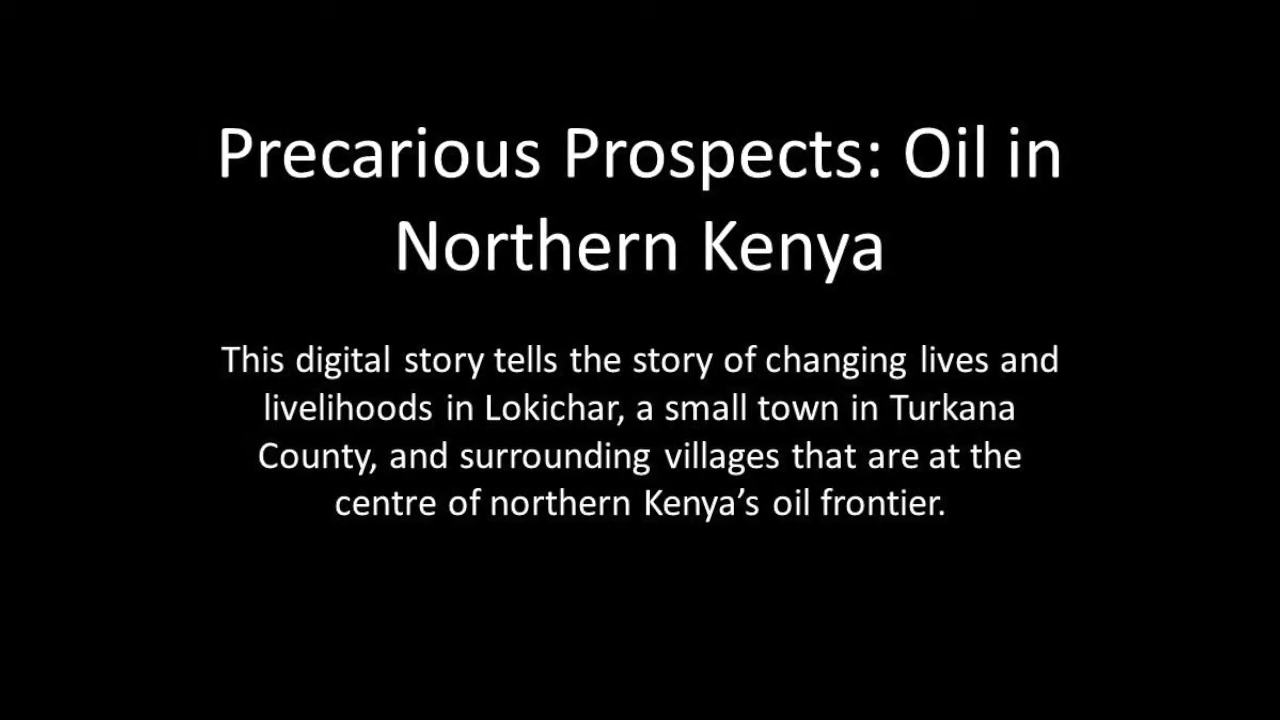 Precarious Prospects: Oil in
Northern Kenya
This digital story tells the story of changing lives and
livelihoods in Lokichar, a small town in Turkana
County, and surrounding villages that are at the
centre of northern Kenya’s oil frontier.